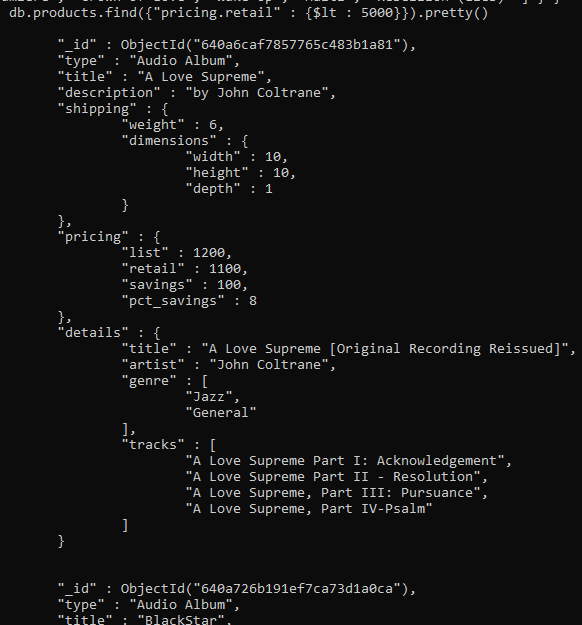 db.products.find({"pricing.retail" : {$lt : 5000}}).pretty()
"_id" : ObjectId("640a6caf7857765c483b1a81"),
"type" : "Audio Album",
"title" : "A Love Supreme",
"description" : "by John Coltrane",
"shipping" : {
"weight" : 6,
"dimensions" : {
"width" : 10,
"height" : 10,
"depth" : 1
}
},
"pricing" : {
"list" : 1200,
"retail" : 1100,
"savings" : 100,
"pct_savings" : 8
},
"details" : {
"title" : "A Love Supreme [Original Recording Reissued]",
"artist" : "John Coltrane",
"genre" : [
"Jazz",
"General"
],
"tracks" : [
"A Love Supreme Part I: Acknowledgement",
"A Love Supreme Part II - Resolution",
"A Love Supreme, Part III: Pursuance",
"A Love Supreme, Part IV-Psalm"
]
}
"_id" : ObjectId("640a726b191ef7ca73d1a0ca"),
"type" : "Audio Album",
"title" : "BlackStar",